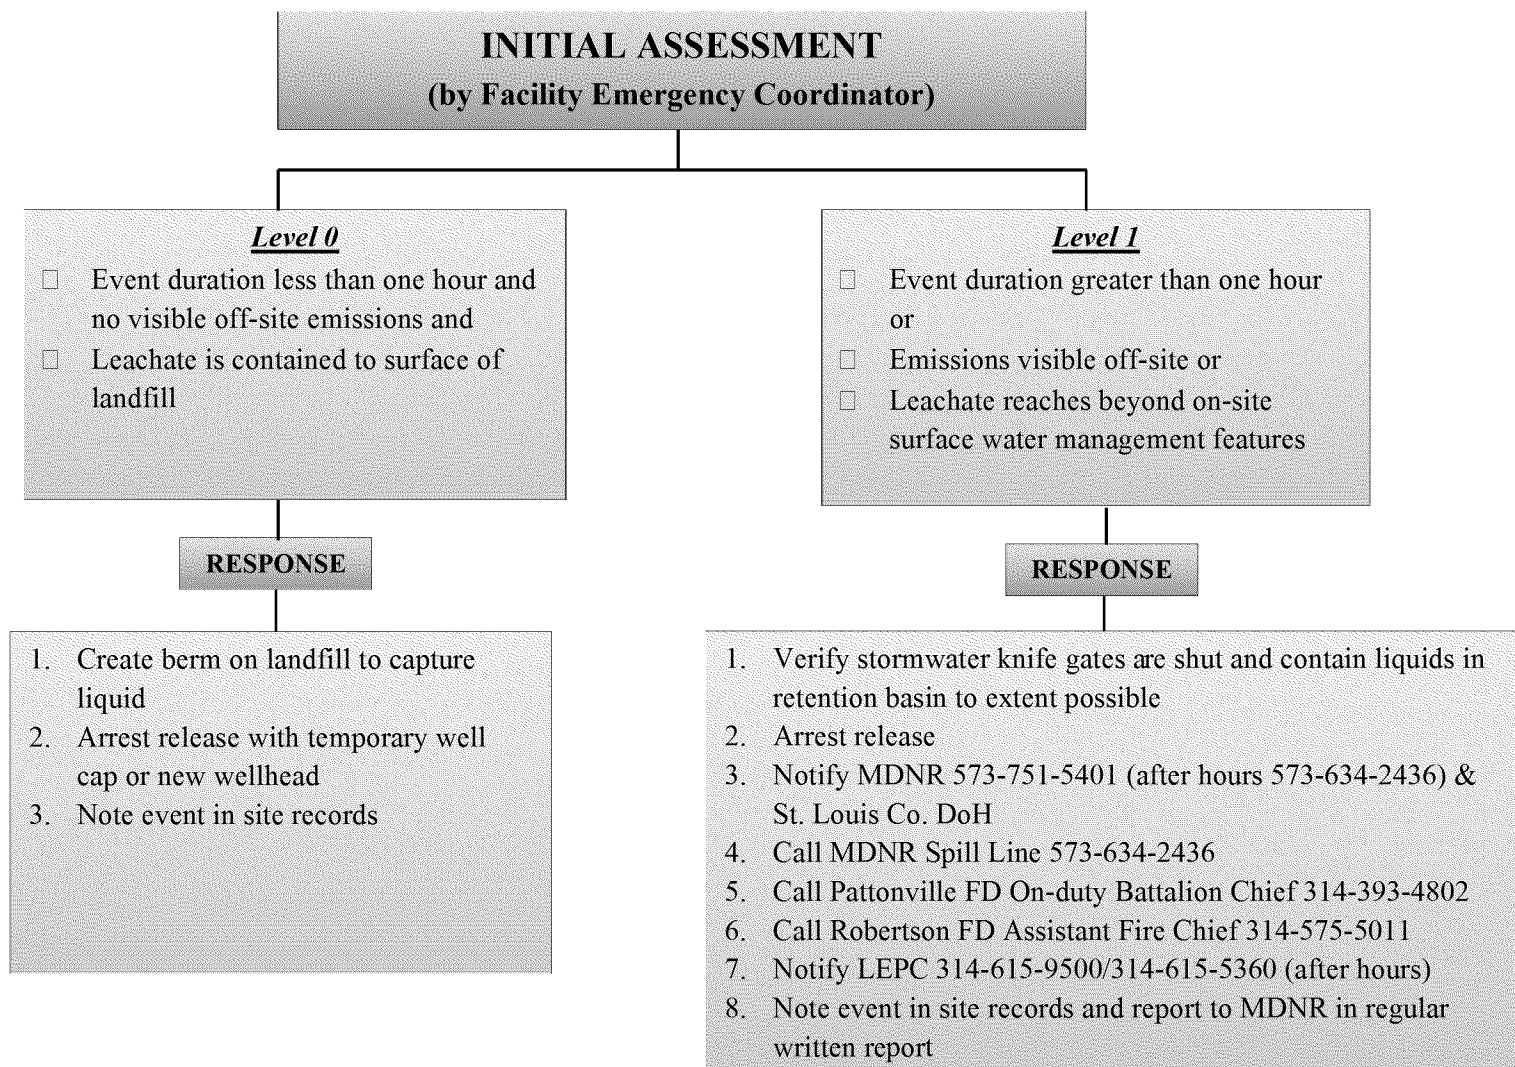 INITIAL ASSESSMENT
(by Facility Emergency Coordinator)
Level 0
Event duration less than one hour and
no visible off-site emissions and
Leachate is contained to surface of
landfill
RESPONSE
1. Create berm on landfill to capture
liquid
2. Arrest release with temporary well
cap or new wellhead
3. Note event in site records
Level 1
Event duration greater than one hour
or
Emissions visible off-site or
Leachate reaches beyond on-site
surface water management features
RESPONSE
1. Verify stormwater knife gates are shut and contain liquids in
retention basin to extent possible
2. Arrest release
3. Notify MDNR 573-751-5401 (after hours 573-634-2436) &
St. Louis Co. DoH
4. Call MDNR Spill Line 573-634-2436
5. Call Pattonville FD On-duty Battalion Chief 314-393-4802
6. Call Robertson FD Assistant Fire Chief 314-575-5011
7. Notify LEPC 314-615-9500/314-615-5360 (after hours)
8. Note event in site records and report to MDNR in regular
written report